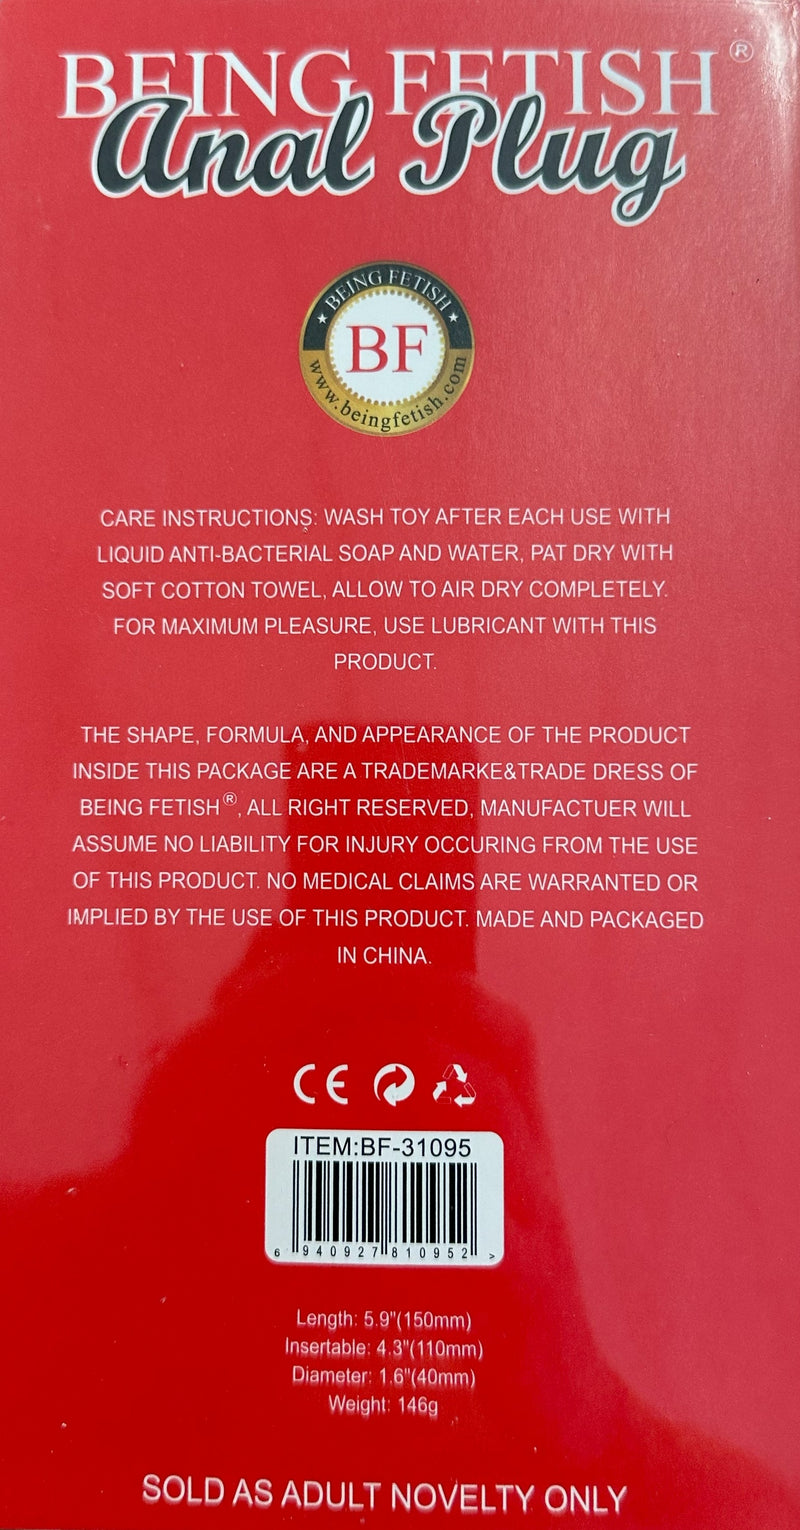 BEING FETISH®
Anal Plug
BEING FETISH
BF
www.beingfetish.com
CARE INSTRUCTIONS: WASH TOY AFTER EACH USE WITH
LIQUID ANTI-BACTERIAL SOAP AND WATER, PAT DRY WITH
SOFT COTTON TOWEL, ALLOW TO AIR DRY COMPLETELY.
FOR MAXIMUM PLEASURE, USE LUBRICANT WITH THIS
PRODUCT.
THE SHAPE, FORMULA, AND APPEARANCE OF THE PRODUCT
INSIDE THIS PACKAGE ARE A TRADEMARKE&TRADE DRESS OF
BEING FETISH®, ALL RIGHT RESERVED, MANUFACTUER WILL
ASSUME NO LIABILITY FOR INJURY OCCURING FROM THE USE
OF THIS PRODUCT. NO MEDICAL CLAIMS ARE WARRANTED OR
IMPLIED BY THE USE OF THIS PRODUCT. MADE AND PACKAGED
IN CHINA.
CE
ITEM:BF-31095
6 940927 810952 >
Length: 5.9"(150mm)
Insertable: 4.3"(110mm)
Diameter: 1.6"(40mm)
Weight: 146g
SOLD AS ADULT NOVELTY ONLY